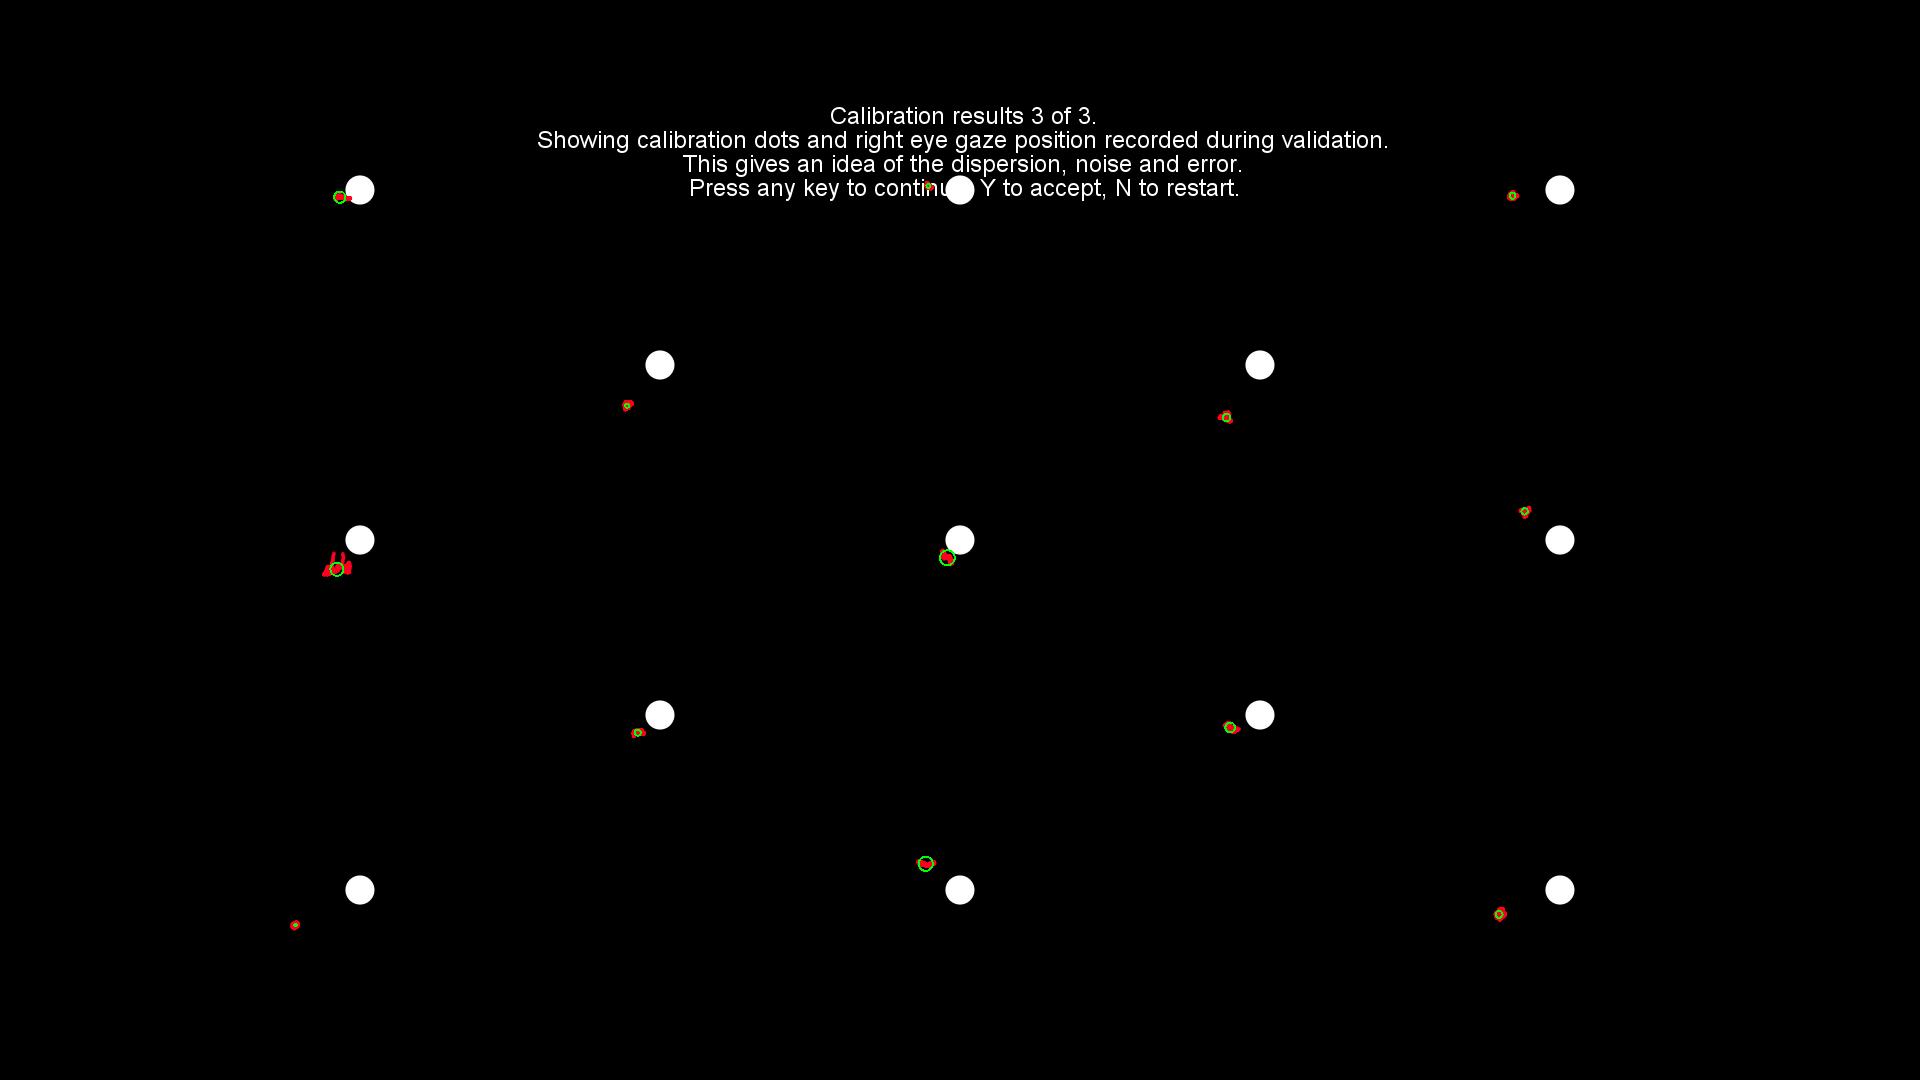 Calibration results 3 of 3.
Showing calibration dots and right eye gaze position recorded during validation.
This gives an idea of the dispersion, noise and error.
Press any key to continu Y to accept, N to restart.